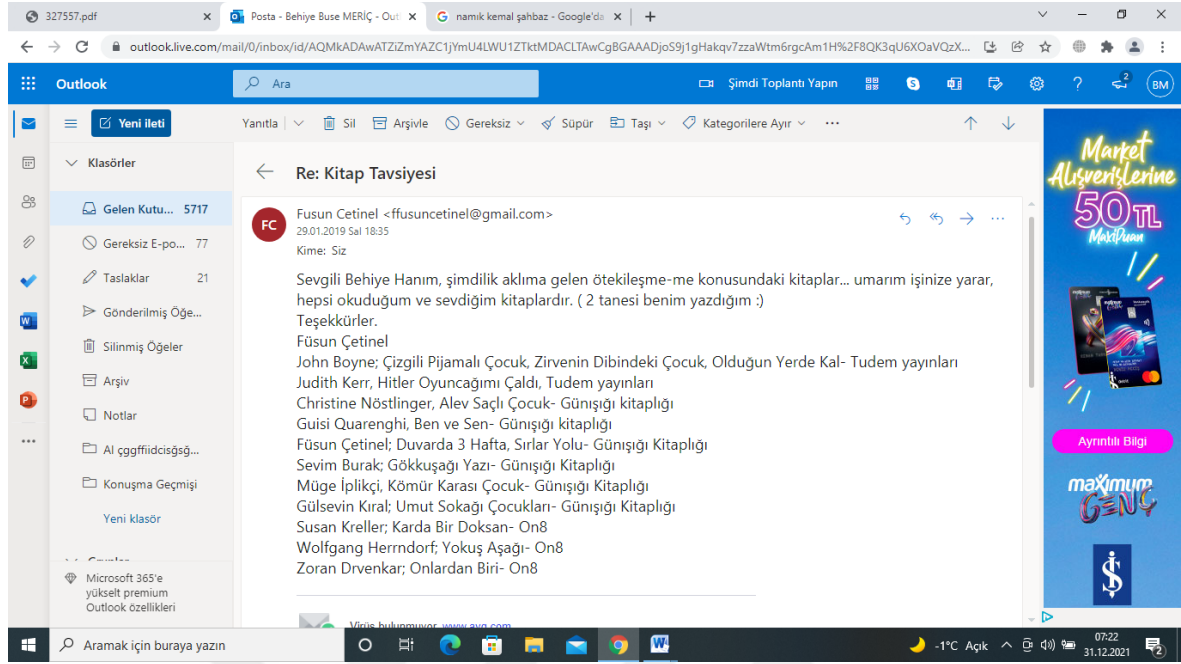 327557.pdf
Posta - Behiye Buse MERİÇ - Out
namık kemal şahbaz - Google'da
outlook.live.com/mail/0/inbox/id/AQMkADAwATZiZmYAZC1jYmU4LWU1ZTktMDACLTAwCgBGAAADjoS9j1gHakqv7zzaWtm6rgcAm1H%2F8QK3qU6XOaVQzX...
Outlook
Ara
Şimdi Toplantı Yapın
2
BM
Yeni ileti
Yanıtla
Sil
Arşivle
Gereksiz
Süpür
Taşı
Kategorilere Ayır
Klasörler
Gelen Kutu... 5717
Gereksiz E-po... 77
Taslaklar 21
Gönderilmiş Öğe...
Silinmiş Öğeler
Arşiv
Notlar
Al çggffiidcisğsğ...
Konuşma Geçmişi
Yeni klasör
Microsoft 365'e
yükselt premium
Outlook özellikleri
Re: Kitap Tavsiyesi
FC
Fusun Cetinel <ffusuncetinel@gmail.com>
29.01.2019 Sal 18:35
Kime: Siz
Sevgili Behiye Hanım, şimdilik aklıma gelen ötekileşme-me konusundaki kitaplar... umarım işinize yarar,
hepsi okuduğum ve sevdiğim kitaplardır. ( 2 tanesi benim yazdığım :)
Teşekkürler.
Füsun Çetinel
John Boyne; Çizgili Pijamalı Çocuk, Zirvenin Dibindeki Çocuk, Olduğun Yerde Kal- Tudem yayınları
Judith Kerr, Hitler Oyuncağımı Çaldı, Tudem yayınları
Christine Nöstlinger, Alev Saçlı Çocuk- Günışığı kitaplığı
Guisi Quarenghi, Ben ve Sen- Günışığı kitaplığı
Füsun Çetinel; Duvarda 3 Hafta, Sırlar Yolu- Günışığı Kitaplığı
Sevim Burak; Gökkuşağı Yazı- Günışığı Kitaplığı
Müge İplikçi, Kömür Karası Çocuk- Günışığı Kitaplığı
Gülsevin Kıral; Umut Sokağı Çocukları- Günışığı Kitaplığı
Susan Kreller; Karda Bir Doksan- On8
Wolfgang Herrndorf; Yokuş Aşağı- On8
Zoran Drvenkar; Onlardan Biri- On8
Virüs bulunmuyor. www.avg.com
Market
Alışverişlerine
50 TL
MaxiPuan
Ayrıntılı Bilgi
maximum
GENÇ
Aramak için buraya yazın
-1°C Açık
07:22
31.12.2021
2